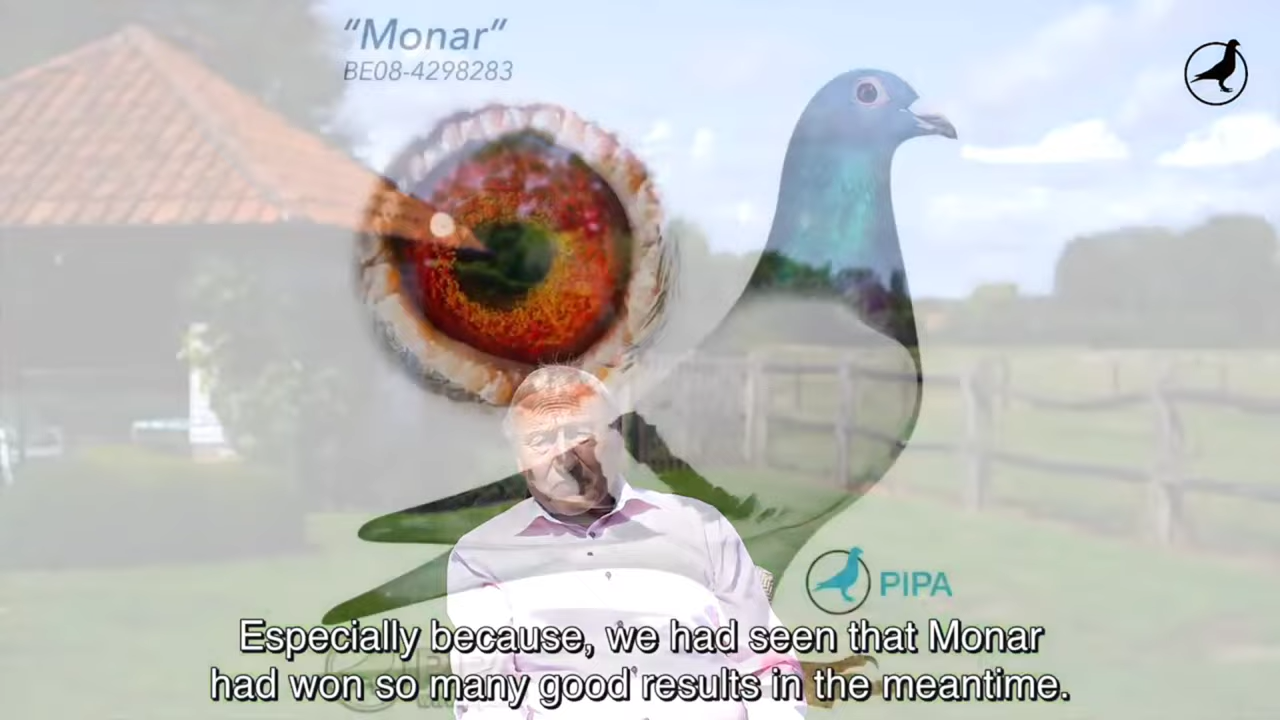 “Monar”
BE08-4298283
PIPA
Especially because, we had seen that Monar
had won so many good results in the meantime.